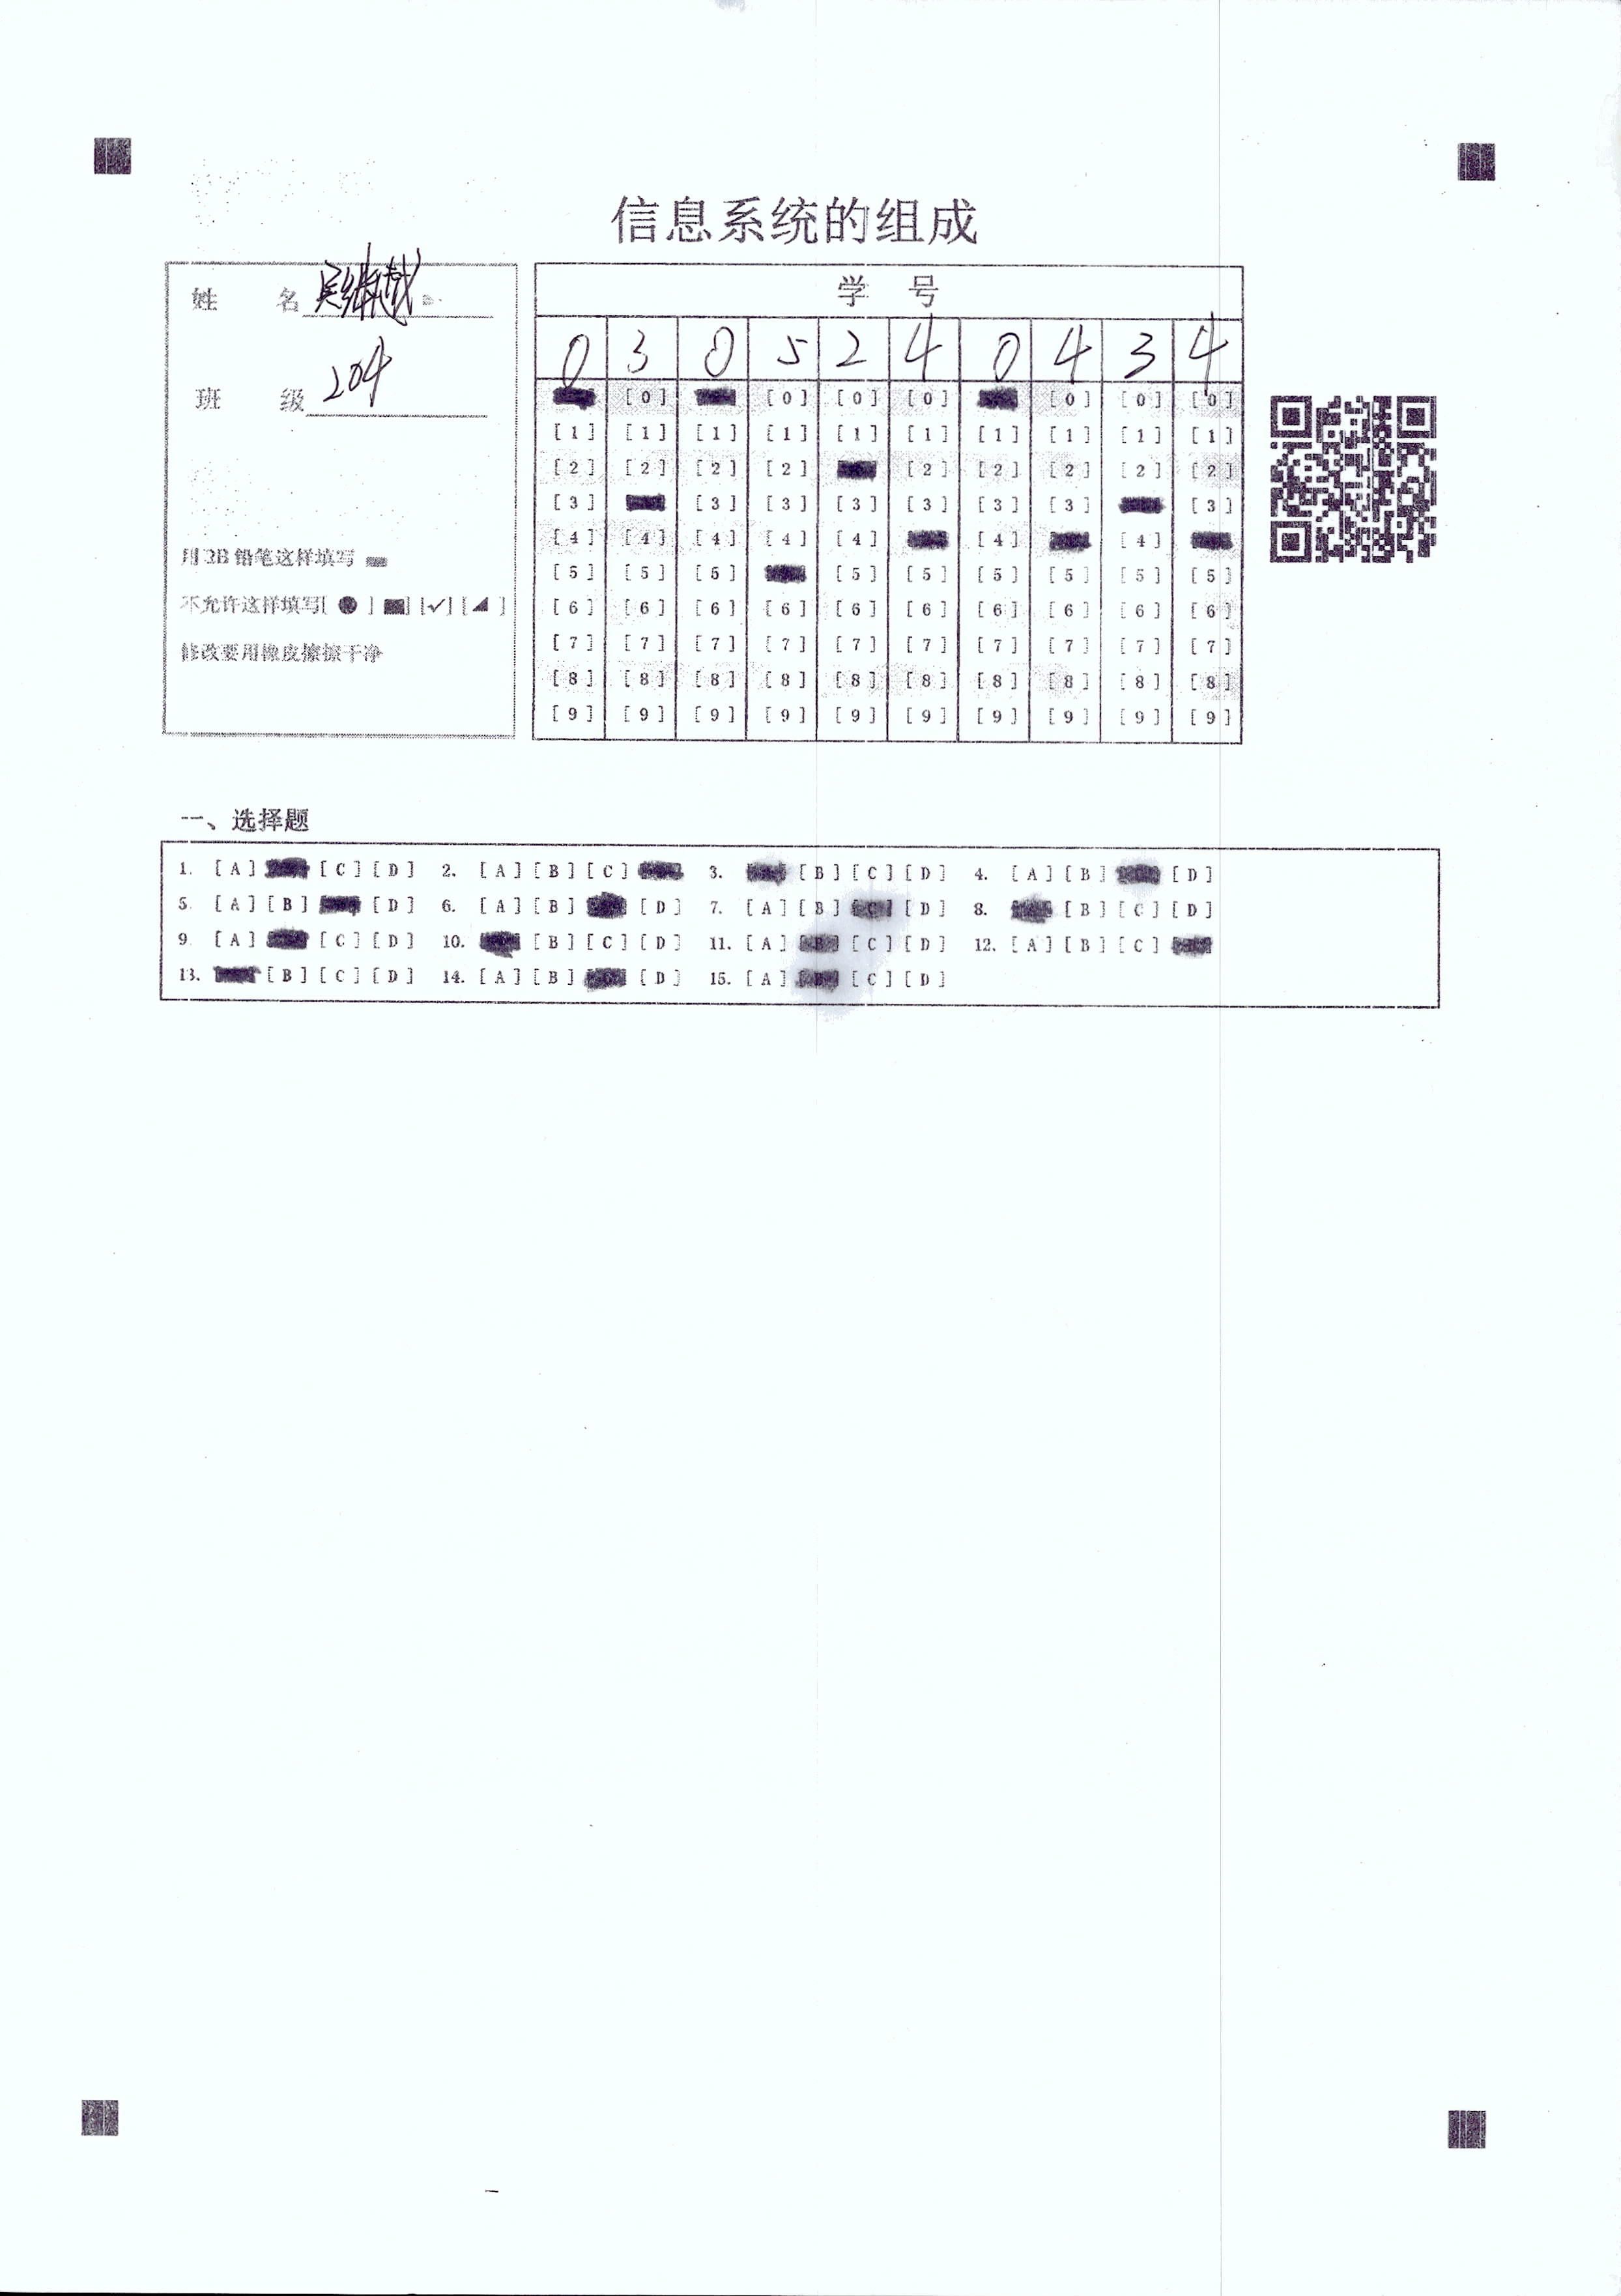 信息系统的组成
姓 名 吴继越
班 级 204
用2B铅笔这样填写
不允许这样填写[ ● ] [■] [✓] [◢ ]
修改要用橡皮擦擦干净
学 号
0 3 0 5 2 4 0 4 3 4
[0] [0] [0] [0] [0] [0] [0]
[1] [1] [1] [1] [1] [1] [1] [1] [1] [1]
[2] [2] [2] [2] [2] [2] [2] [2] [2]
[3] [3] [3] [3] [3] [3] [3] [3]
[4] [4] [4] [4] [4] [4] [4]
[5] [5] [5] [5] [5] [5] [5] [5] [5]
[6] [6] [6] [6] [6] [6] [6] [6] [6] [6]
[7] [7] [7] [7] [7] [7] [7] [7] [7] [7]
[8] [8] [8] [8] [8] [8] [8] [8] [8] [8]
[9] [9] [9] [9] [9] [9] [9] [9] [9] [9]
一、选择题
1. [A] [C] [D] 2. [A] [B] [C] 3. [B] [C] [D] 4. [A] [B] [D]
5. [A] [B] [D] 6. [A] [B] [D] 7. [A] [B] [C] [D] 8. [B] [C] [D]
9. [A] [C] [D] 10. [B] [C] [D] 11. [A] [B] [C] [D] 12. [A] [B] [C]
13. [B] [C] [D] 14. [A] [B] [D] 15. [A] [B] [C] [D]